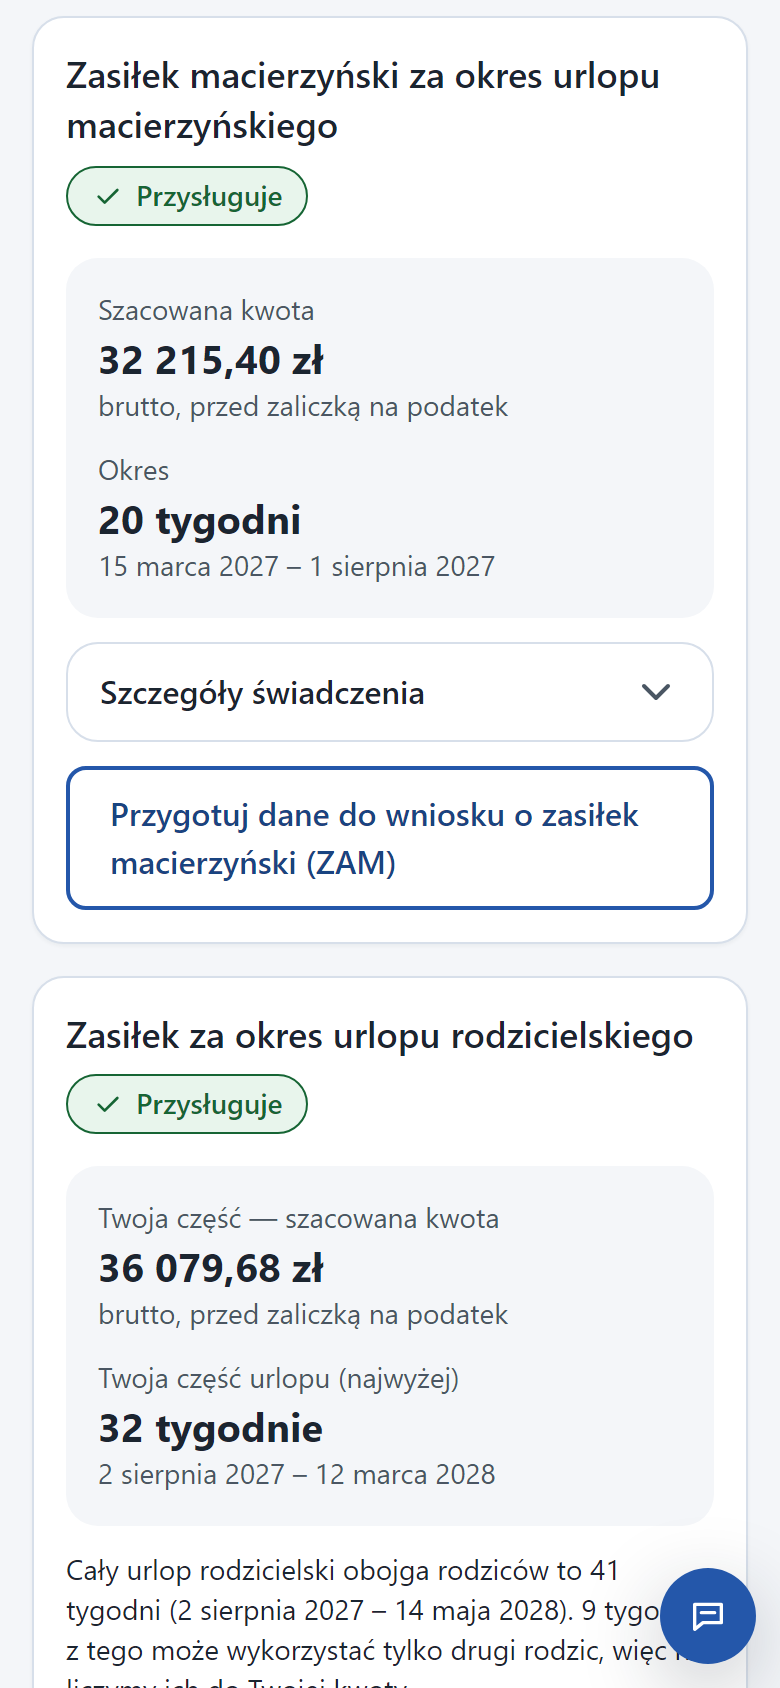 Zasiłek macierzyński za okres urlopu
macierzyńskiego
Przysługuje
Szacowana kwota
32 215,40 zł
brutto, przed zaliczką na podatek
Okres
20 tygodni
15 marca 2027 – 1 sierpnia 2027
Szczegóły świadczenia
Przygotuj dane do wniosku o zasiłek
macierzyński (ZAM)
Zasiłek za okres urlopu rodzicielskiego
Przysługuje
Twoja część — szacowana kwota
36 079,68 zł
brutto, przed zaliczką na podatek
Twoja część urlopu (najwyżej)
32 tygodnie
2 sierpnia 2027 – 12 marca 2028
Cały urlop rodzicielski obojga rodziców to 41
tygodni (2 sierpnia 2027 – 14 maja 2028). 9
z tego może wykorzystać tylko drugi rodzic, więc